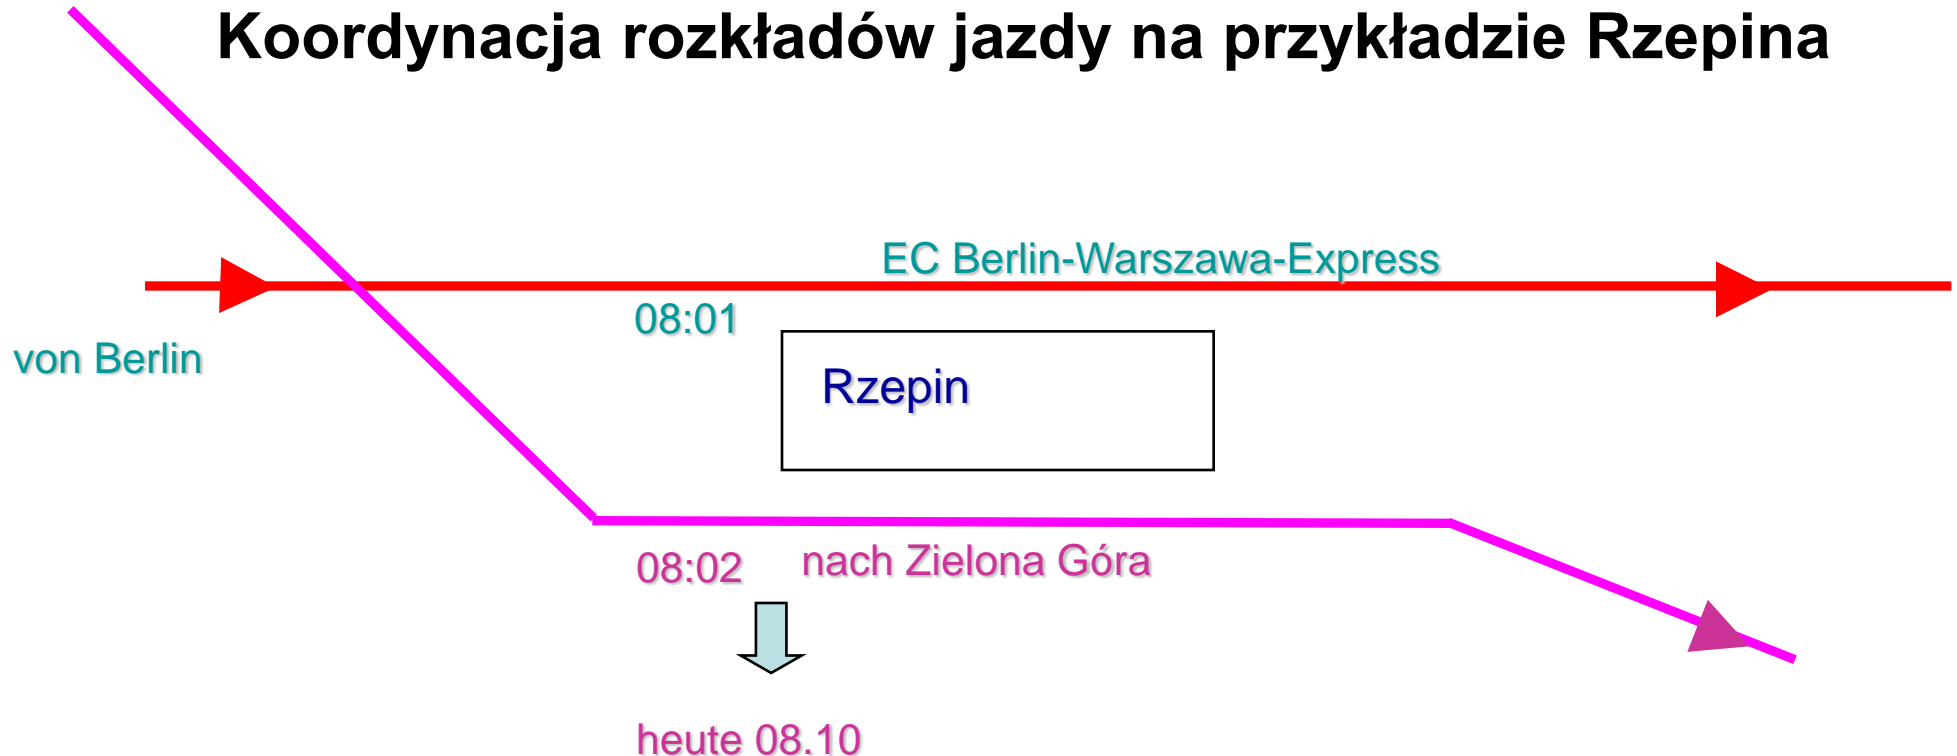 Koordynacja rozkładów jazdy na przykładzie Rzepina
EC Berlin-Warszawa-Express
08:01
von Berlin
Rzepin
08:02
nach Zielona Góra
heute 08.10